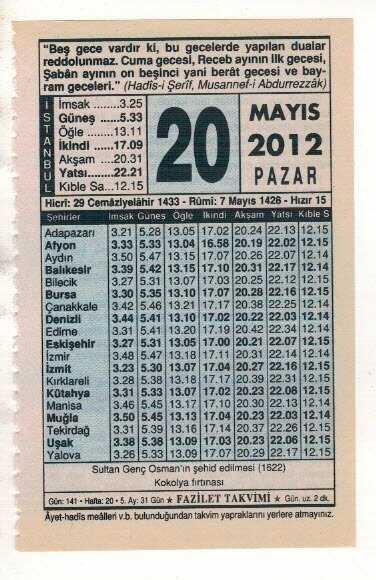 “Beş gece vardır ki, bu gecelerde yapılan dualar
reddolunmaz. Cuma gecesi, Receb ayının ilk gecesi,
Şabân ayının on beşinci yani berât gecesi ve bay-
ram geceleri.” (Hadîs-i Şerîf, Musannef-i Abdurrezzâk)
İSTANBUL
İmsak ........3.25
Güneş .....5.33
Öğle .......13.11
İkindi .....17.09
Akşam ...20.31
Yatsı.......22.21
Kıble Sa...12.15
20
MAYIS
2012
PAZAR
Hicrî: 29 Cemâziyelâhir 1433 - Rûmî: 7 Mayıs 1428 - Hızır 15
Şehirler İmsak Güneş Öğle İkindi Akşam Yatsı Kıble S
Adapazarı 3.21 5.28 13.05 17.02 20.24 22.13 12.15
Afyon 3.33 5.33 13.04 16.58 20.19 22.02 12.15
Aydın 3.50 5.47 13.15 17.07 20.26 22.07 12.15
Balıkesir 3.39 5.42 13.15 17.10 20.31 22.17 12.14
Bilecik 3.27 5.31 13.07 17.03 20.25 22.13 12.15
Bursa 3.30 5.35 13.10 17.07 20.28 22.16 12.15
Çanakkale 3.42 5.46 13.21 17.17 20.38 22.25 12.14
Denizli 3.44 5.41 13.10 17.02 20.22 22.03 12.14
Edirne 3.31 5.41 13.20 17.19 20.42 22.34 12.14
Eskişehir 3.27 5.31 13.05 17.00 20.21 22.07 12.15
İzmir 3.48 5.47 13.18 17.11 20.31 22.14 12.14
İzmit 3.23 5.30 13.07 17.04 20.27 22.16 12.15
Kırklareli 3.28 5.38 13.18 17.17 20.39 22.31 12.15
Kütahya 3.31 5.33 13.07 17.02 20.23 22.08 12.15
Manisa 3.46 5.45 13.17 17.10 20.30 22.13 12.14
Muğla 3.50 5.45 13.13 17.04 20.23 22.03 12.14
Tekirdağ 3.31 5.39 13.16 17.14 20.37 22.26 12.15
Uşak 3.38 5.38 13.09 17.03 20.23 22.06 12.15
Yalova 3.26 5.33 13.09 17.07 20.29 22.17 12.15
Sultan Genç Osman'ın şehid edilmesi (1622)
Kokolya fırtınası
Gün: 141 • Hafta: 20 • 5. Ay: 31 Gün ★ FAZİLET TAKVİMİ ★ Gün. uz. 2 dk.
Âyet-hadîs meâlleri v.b. bulunduğundan takvim yapraklarını yerlere atmayınız.